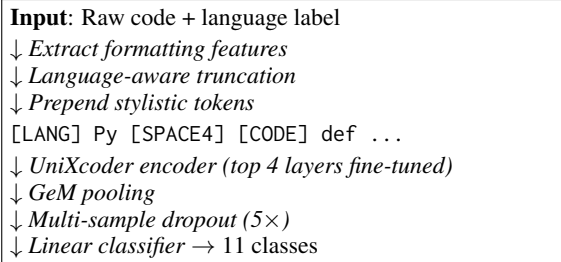 Input: Raw code + language label
↓ Extract formatting features
↓ Language-aware truncation
↓ Prepend stylistic tokens
[LANG] Py [SPACE4] [CODE] def ...
↓ UniXcoder encoder (top 4 layers fine-tuned)
↓ GeM pooling
↓ Multi-sample dropout (5×)
↓ Linear classifier → 11 classes